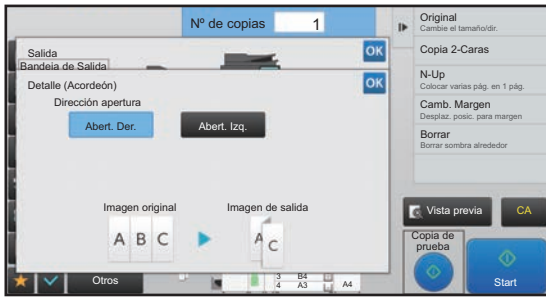 Nº de copias 1
Salida
OK
Bandeja de Salida
Detalle (Acordeón)
OK
Dirección apertura
Abert. Der.
Abert. Izq.
Imagen original
Imagen de salida
A B C
A C
Otros
3 B4
4 A3
A4
Original
Cambie el tamaño/dir.
Copia 2-Caras
N-Up
Colocar varias pág. en 1 pág.
Camb. Margen
Desplaz. posic. para margen
Borrar
Borrar sombra alrededor
Vista previa
CA
Copia de
prueba
Start